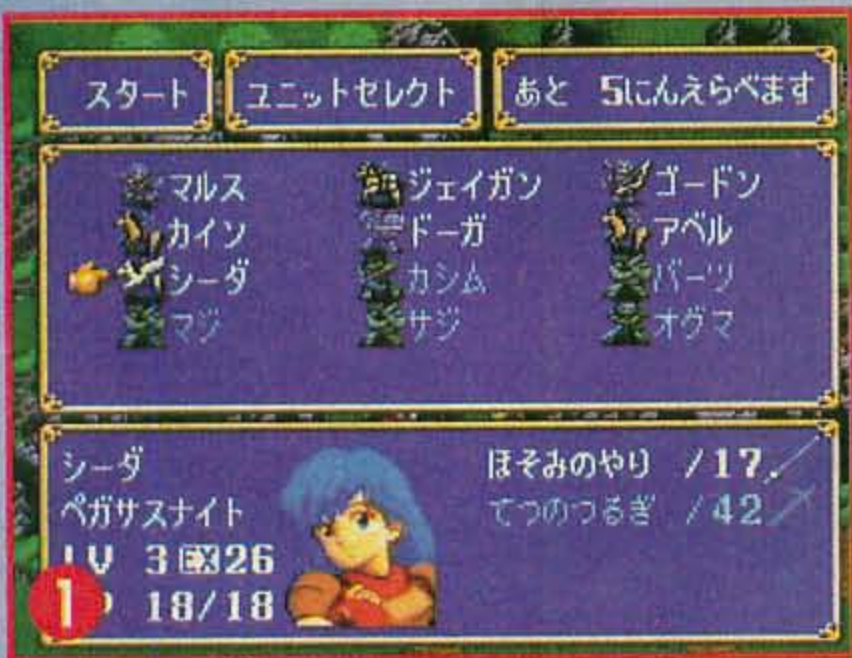 スタート ユニットセレクト あと 5にんえらべます
マルス ジェイガン ゴードン
カイン ドーガ アベル
シーダ カシム バーツ
マジ サジ オグマ
シーダ ほそみのやり /17
ペガサスナイト てつのつるぎ /42
LV 3 EX26
18/18
1